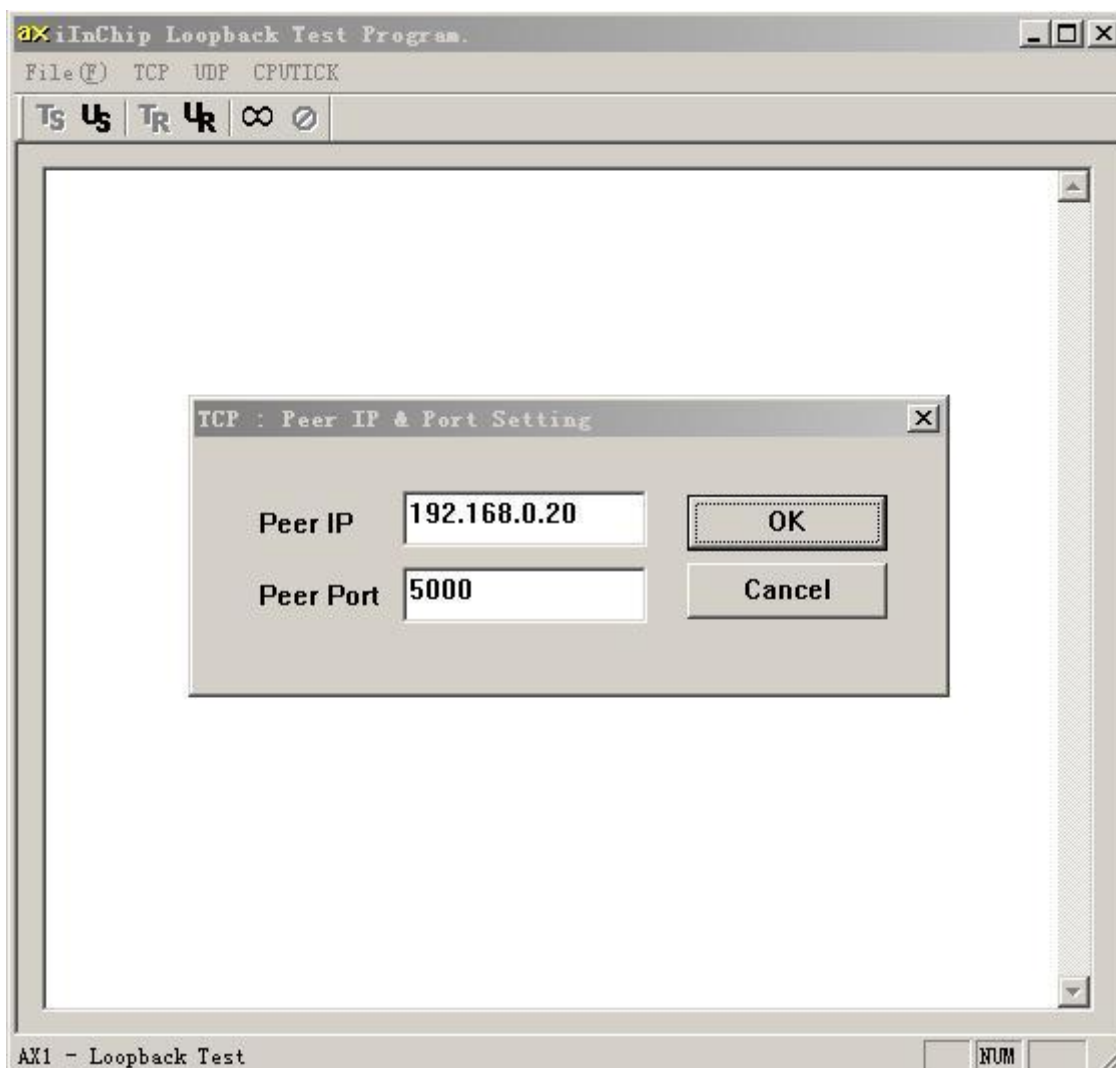 ax iInChip Loopback Test Program.
File(F) TCP UDP CPUTICK
TS US TR UR
TCP : Peer IP & Port Setting
Peer IP 192.168.0.20 OK
Peer Port 5000 Cancel
AX1 - Loopback Test NUM